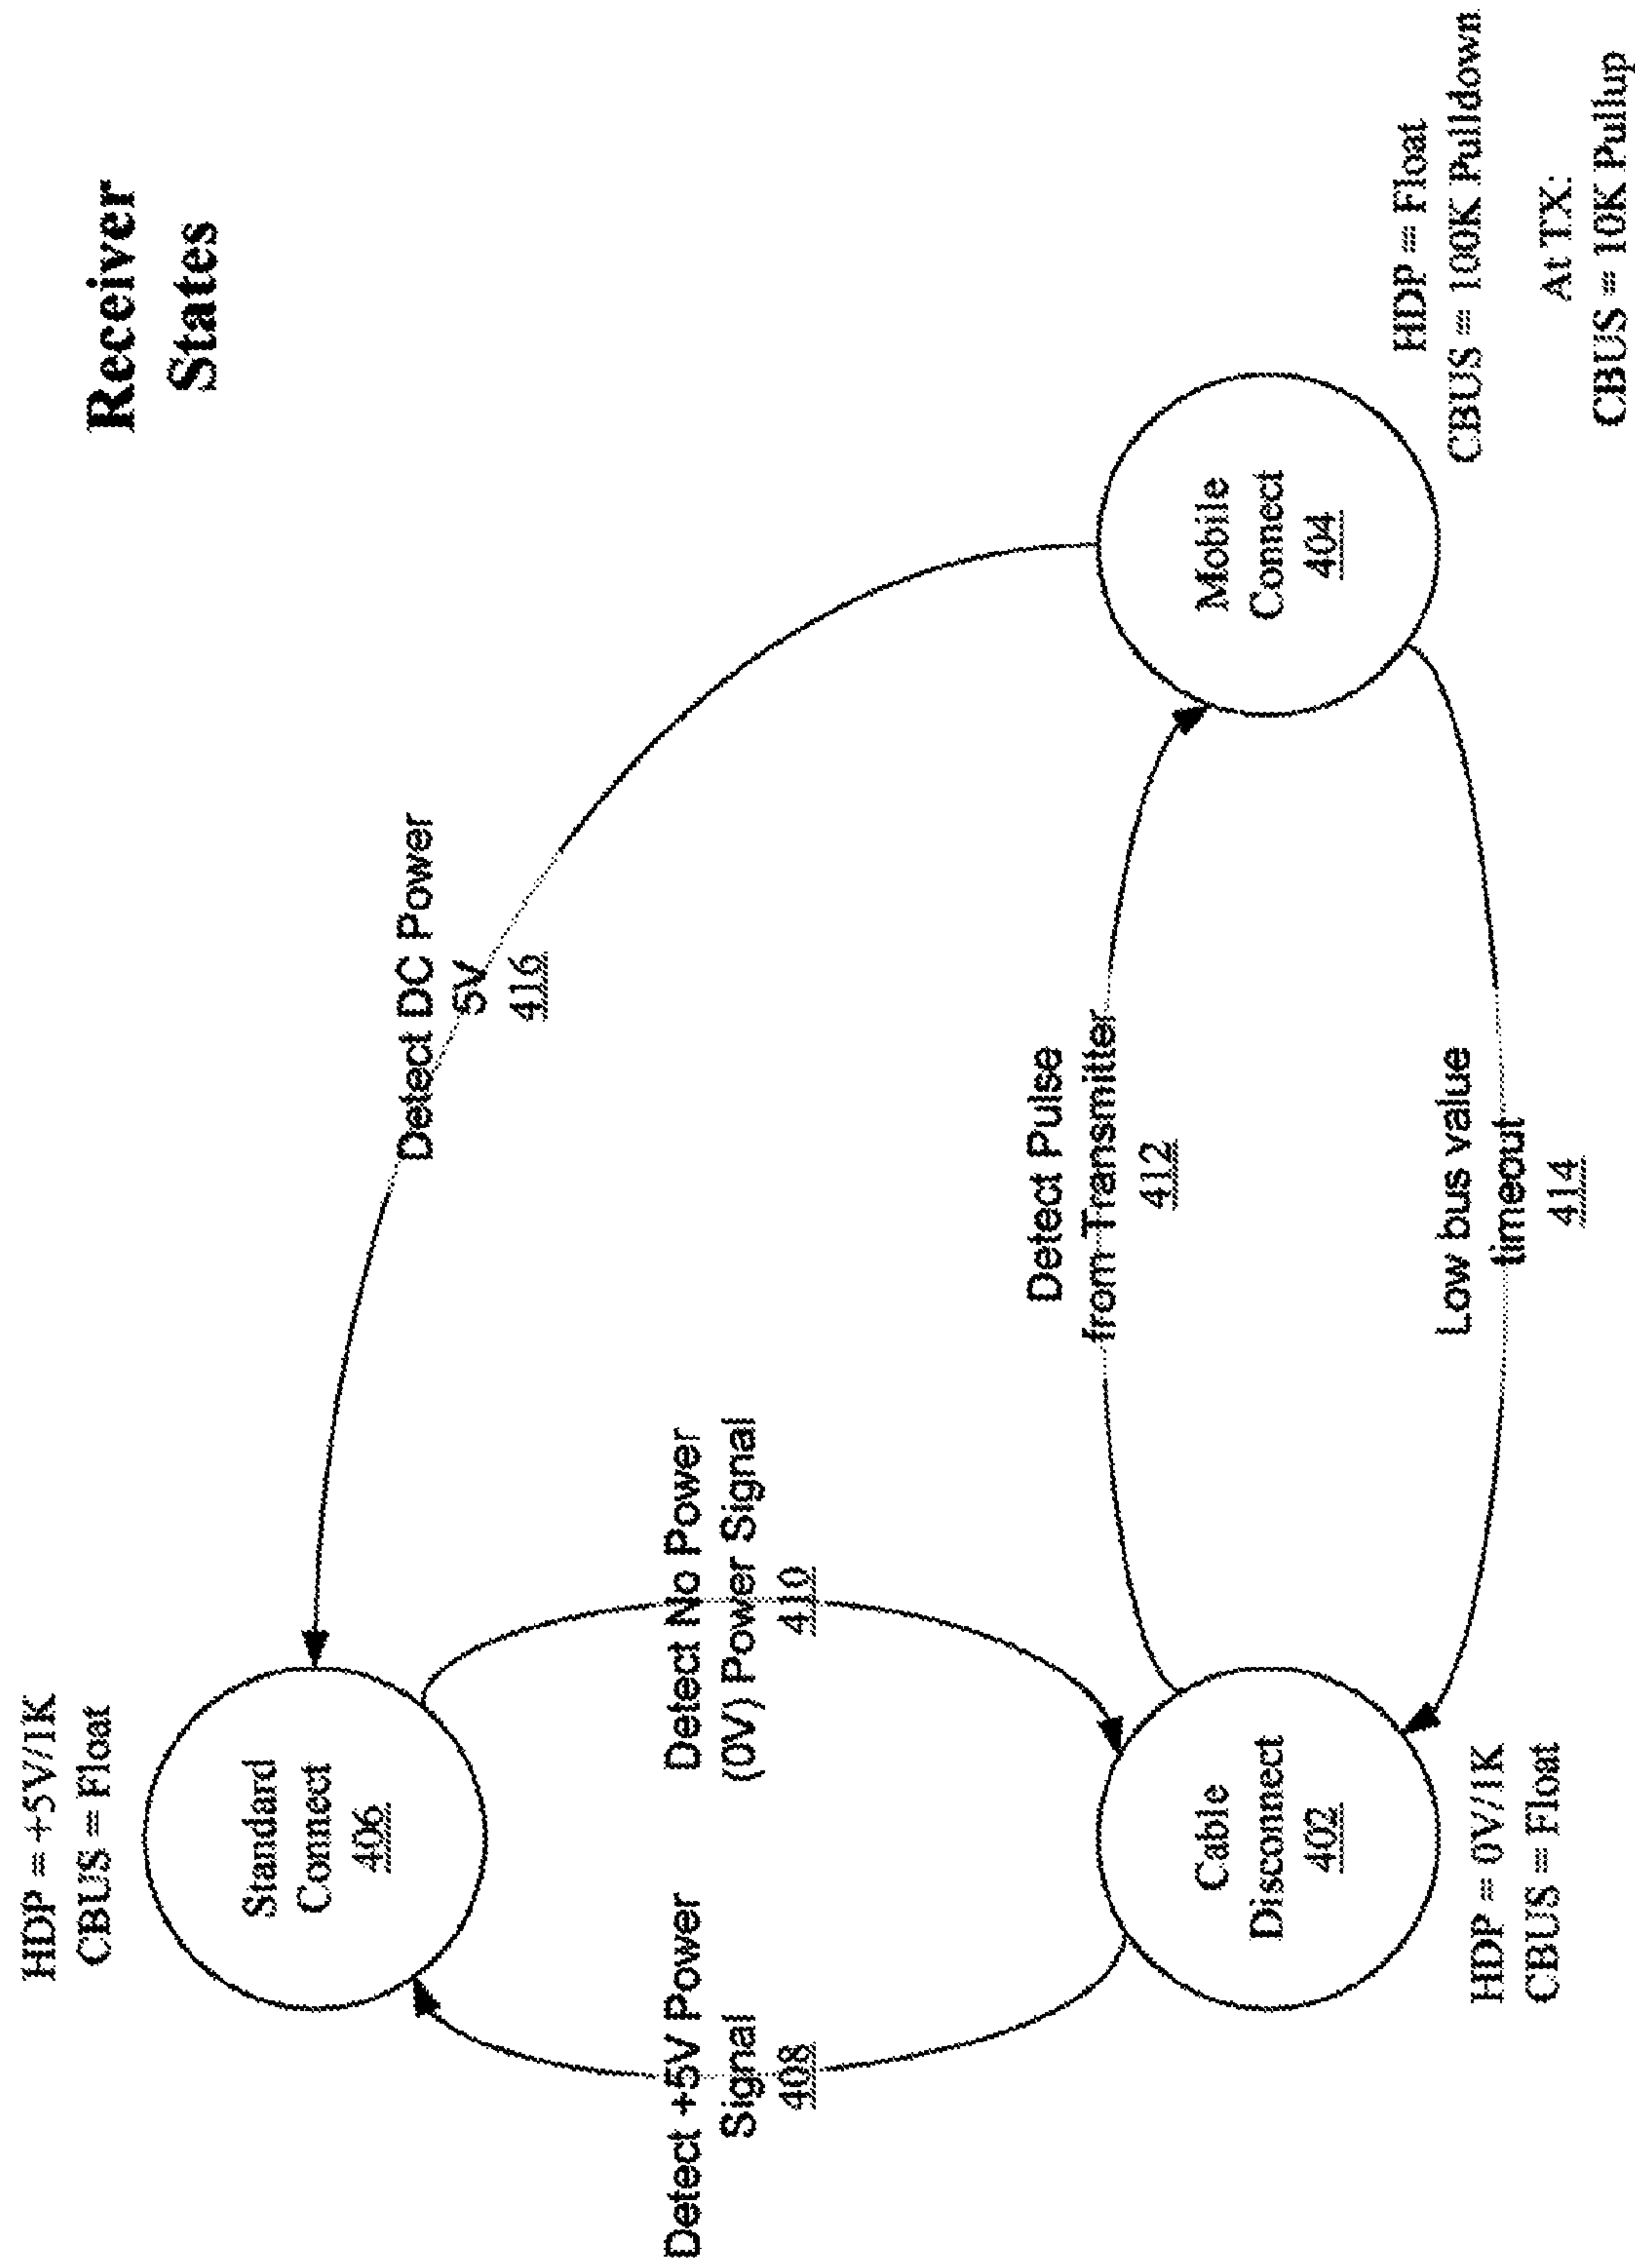 Receiver
States
HDP = +5V/1K
CBUS = Float
Standard
Connect
406
Detect DC Power
5V
416
Detect +5V Power
Signal
408
Detect No Power
(0V) Power Signal
410
Detect Pulse
from Transmitter
412
Cable
Disconnect
402
Mobile
Connect
404
Low bus value
timeout
414
HDP = 0V/1K
CBUS = Float
HDP = Float
CBUS = 100K Pulldown
At TX:
CBUS = 10K Pullup